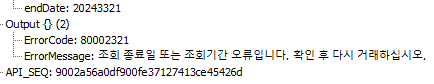 endDate: 20243321
Output {} (2)
ErrorCode: 80002321
ErrorMessage: 조회 종료일 또는 조회기간 오류입니다. 확인 후 다시 거래하십시오.
API_SEQ: 9002a56a0df900fe37127413ce45426d